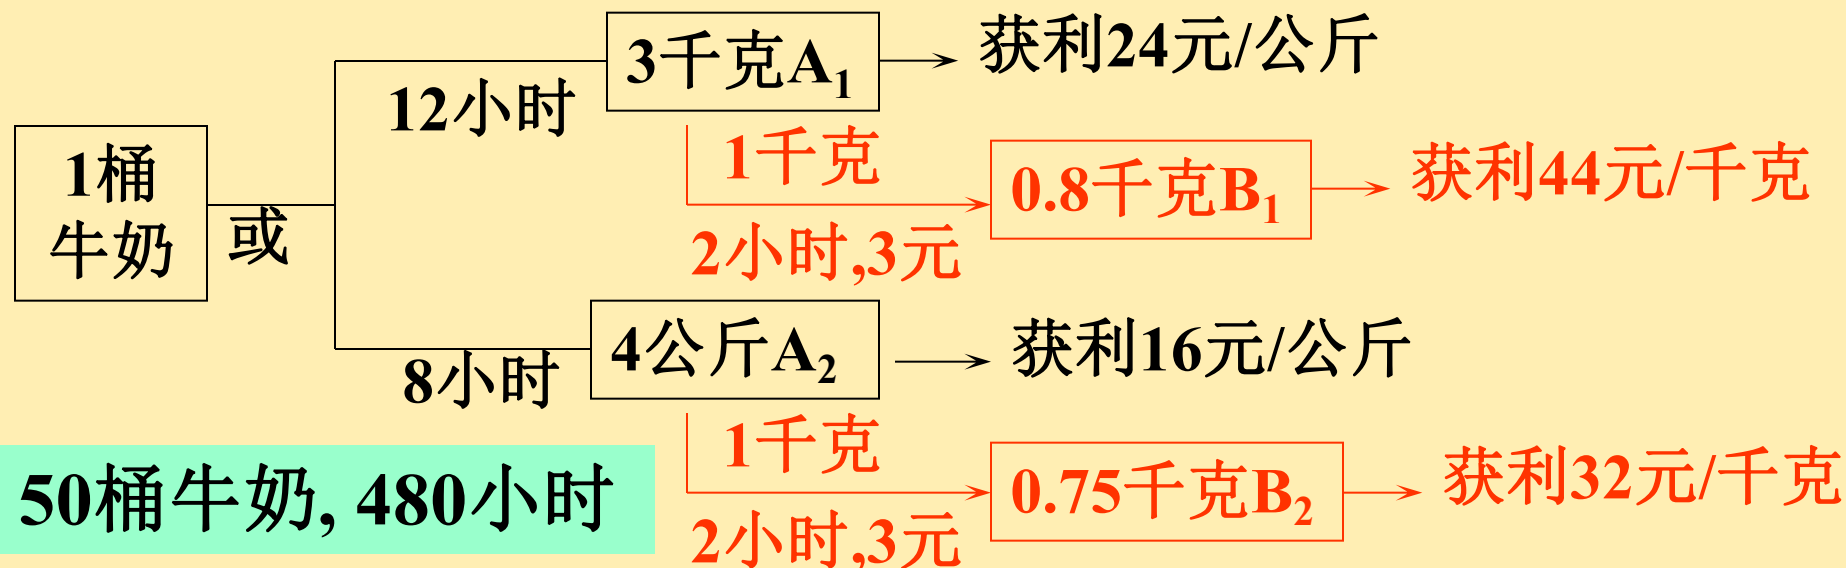 获利24元/公斤
3千克A₁
12小时
1千克
获利44元/千克
1桶
牛奶
0.8千克B₁
或
2小时,3元
获利16元/公斤
4公斤A₂
8小时
1千克
获利32元/千克
0.75千克B₂
50桶牛奶, 480小时
2小时,3元